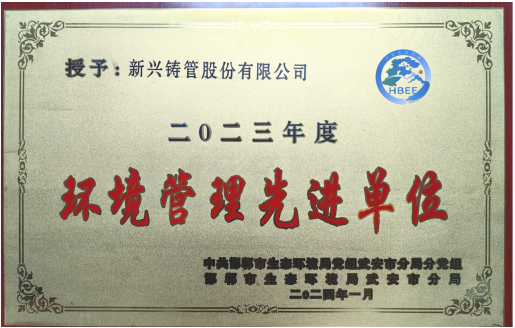 授予：新兴铸管股份有限公司
HBEE
二〇二三年度
环境管理先进单位
中共邯郸市生态环境局党组武安市分局分党组
邯郸市生态环境局武安市分局
二〇二四年一月